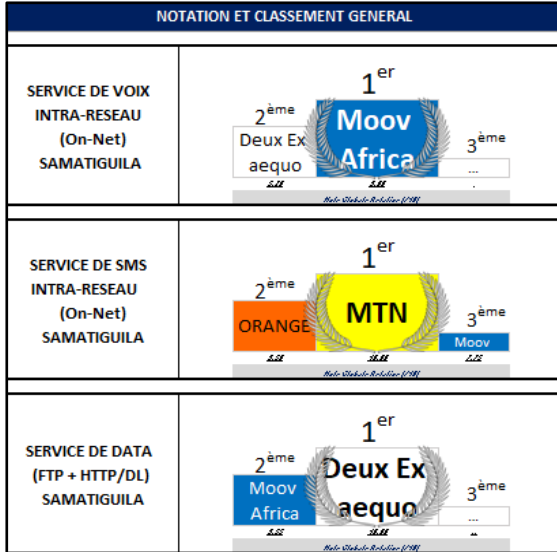 NOTATION ET CLASSEMENT GENERAL
SERVICE DE VOIX
INTRA-RESEAU
(On-Net)
SAMATIGUILA
1er
2ème
Moov
Africa
Deux Ex
aequo
3ème
...
SERVICE DE SMS
INTRA-RESEAU
(On-Net)
SAMATIGUILA
1er
2ème
MTN
ORANGE
3ème
Moov
SERVICE DE DATA
(FTP + HTTP/DL)
SAMATIGUILA
1er
2ème
Deux Ex
aequo
Moov
Africa
3ème
...